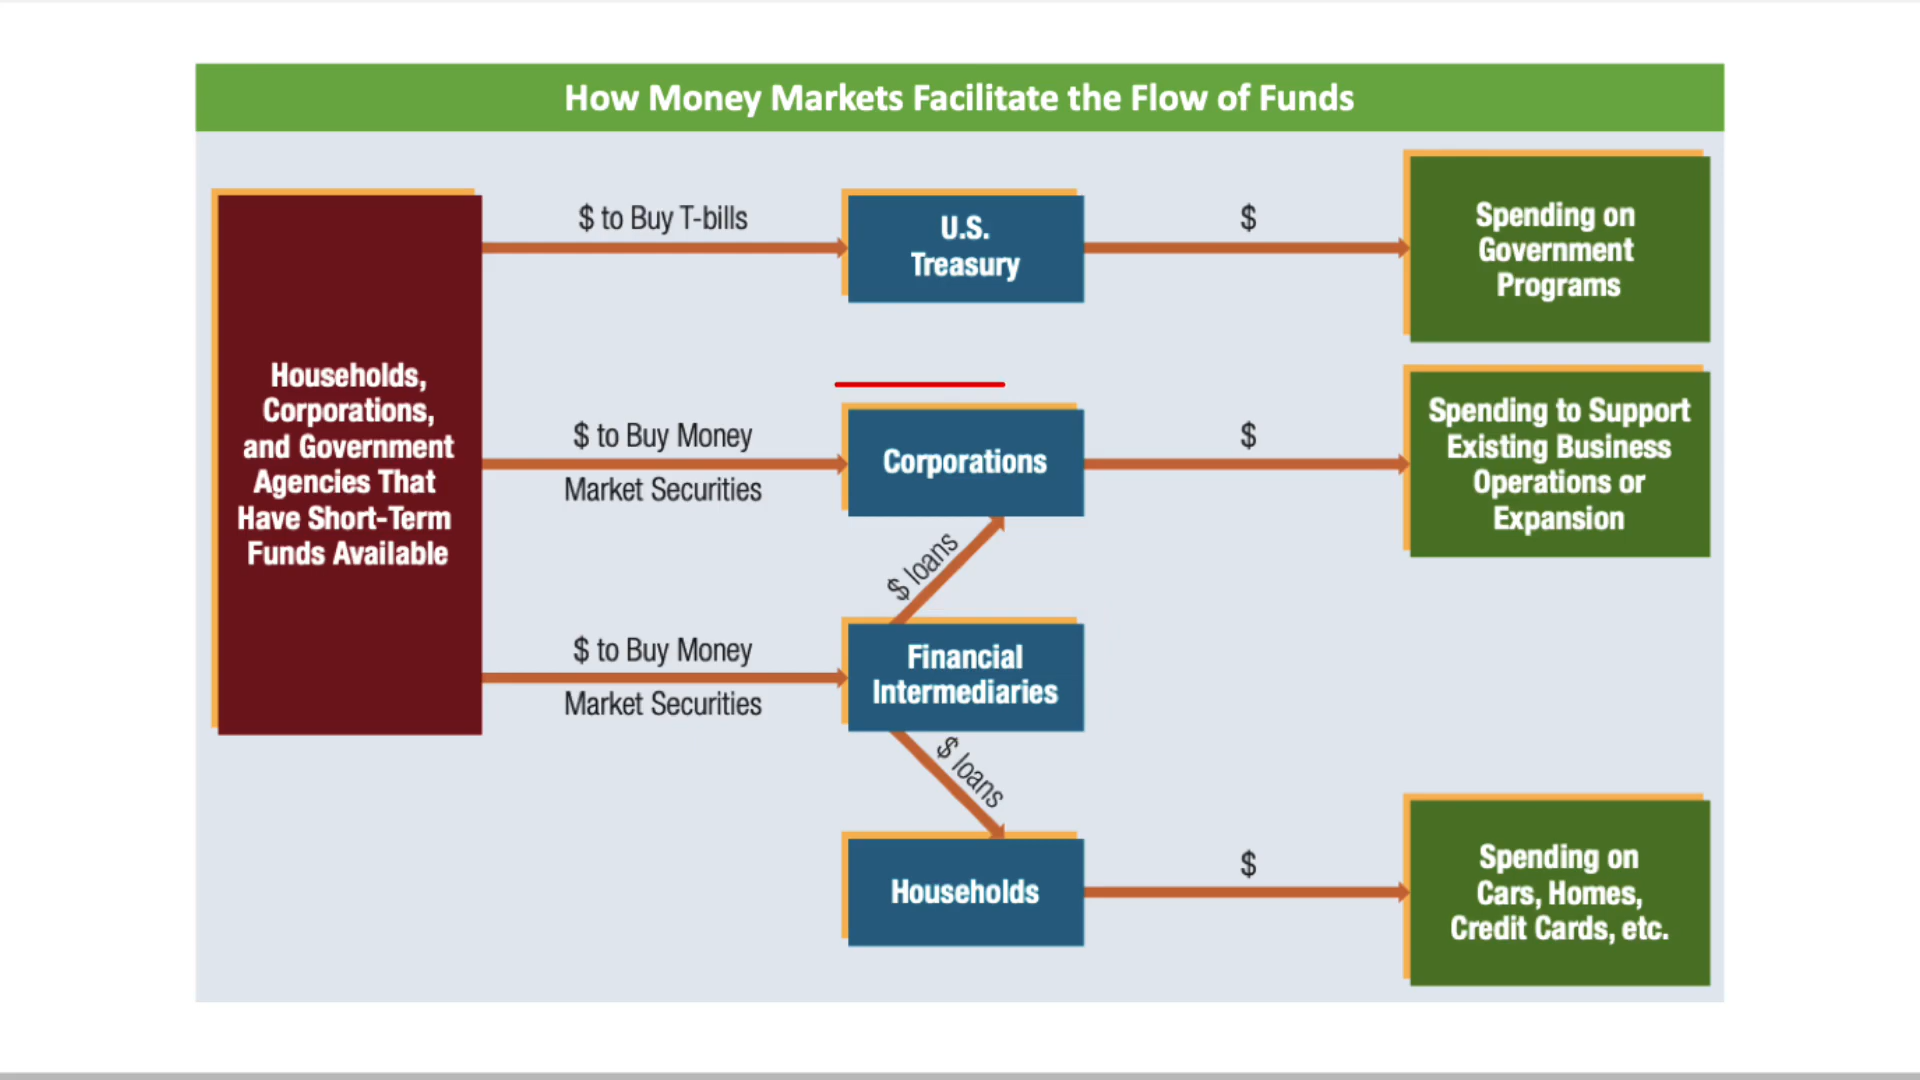 How Money Markets Facilitate the Flow of Funds
Households,
Corporations,
and Government
Agencies That
Have Short-Term
Funds Available
$ to Buy T-bills
U.S.
Treasury
$
Spending on
Government
Programs
$ to Buy Money
Market Securities
Corporations
$
Spending to Support
Existing Business
Operations or
Expansion
$ loans
$ to Buy Money
Market Securities
Financial
Intermediaries
$ loans
Households
$
Spending on
Cars, Homes,
Credit Cards, etc.